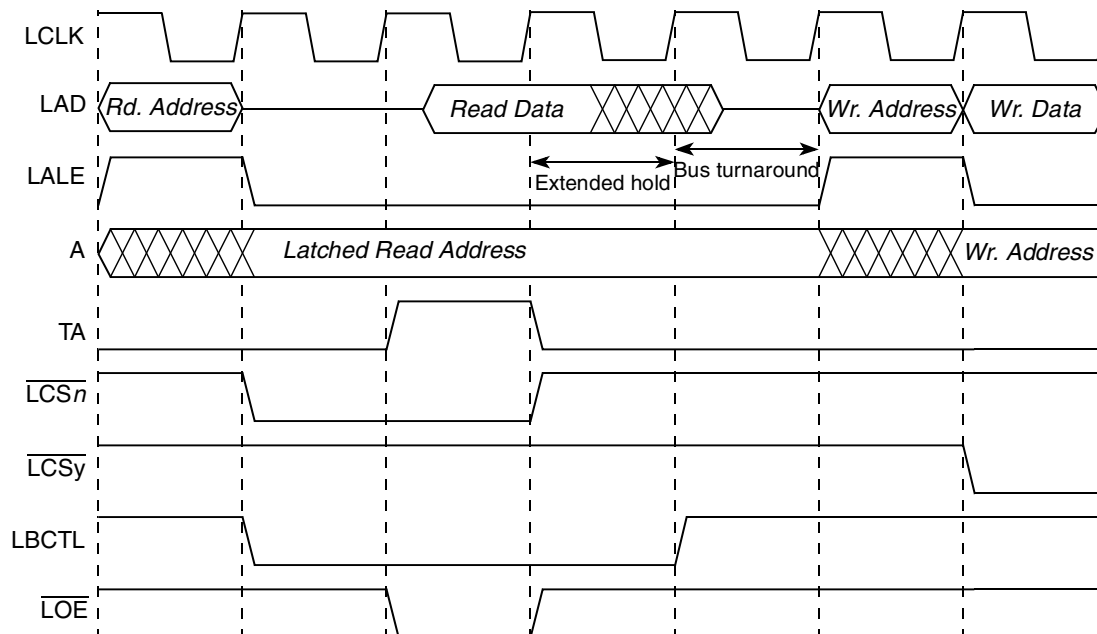 LCLK
LAD
Rd. Address
Read Data
Wr. Address
Wr. Data
LALE
Extended hold
Bus turnaround
A
Latched Read Address
Wr. Address
TA
LCSn
LCSy
LBCTL
LOE